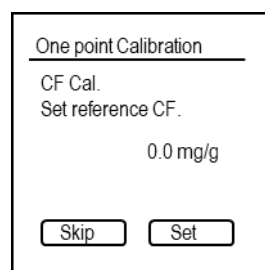 One point Calibration
CF Cal.
Set reference CF.
0.0 mg/g
Skip Set